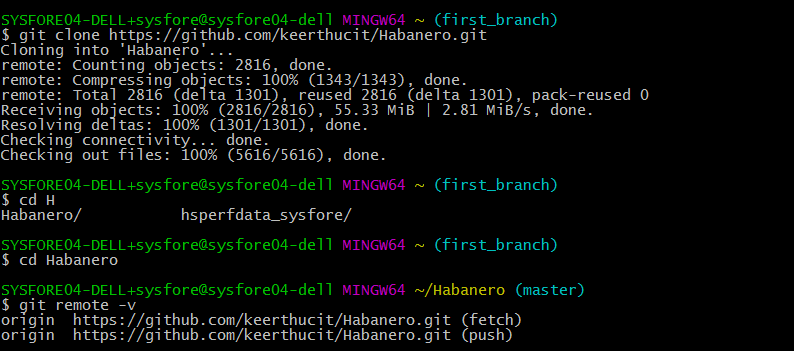 SYSFORE04-DELL+sysfore@sysfore04-dell MINGW64 ~ (first_branch)
$ git clone https://github.com/keerthucit/Habanero.git
Cloning into 'Habanero'...
remote: Counting objects: 2816, done.
remote: Compressing objects: 100% (1343/1343), done.
remote: Total 2816 (delta 1301), reused 2816 (delta 1301), pack-reused 0
Receiving objects: 100% (2816/2816), 55.33 MiB | 2.81 MiB/s, done.
Resolving deltas: 100% (1301/1301), done.
Checking connectivity... done.
Checking out files: 100% (5616/5616), done.
SYSFORE04-DELL+sysfore@sysfore04-dell MINGW64 ~ (first_branch)
$ cd H
Habanero/ hsperfdata_sysfore/
SYSFORE04-DELL+sysfore@sysfore04-dell MINGW64 ~ (first_branch)
$ cd Habanero
SYSFORE04-DELL+sysfore@sysfore04-dell MINGW64 ~/Habanero (master)
$ git remote -v
origin https://github.com/keerthucit/Habanero.git (fetch)
origin https://github.com/keerthucit/Habanero.git (push)